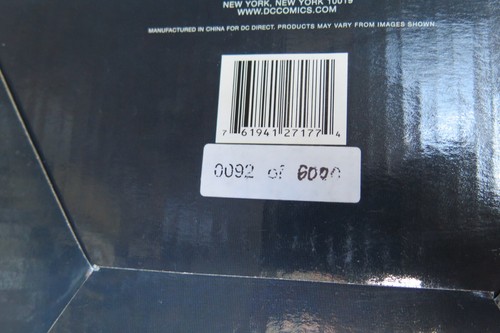 NEW YORK, NEW YORK 10019
WWW.DCCOMICS.COM
MANUFACTURED IN CHINA FOR DC DIRECT. PRODUCTS MAY VARY FROM IMAGES SHOWN.
7 61941 27177 4
0092 of 6000